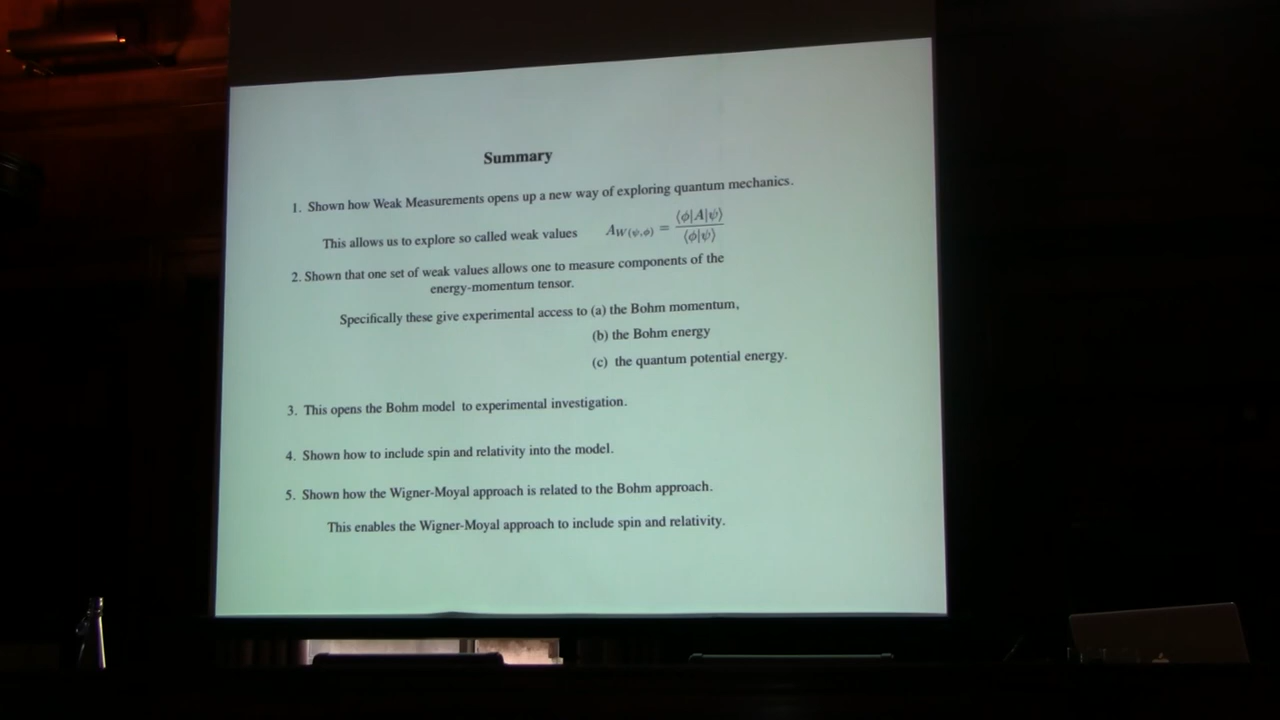 Summary
1. Shown how Weak Measurements opens up a new way of exploring quantum mechanics.
This allows us to explore so called weak values A_{W(ψ,ϕ)} = ⟨ϕ|A|ψ⟩ / ⟨ϕ|ψ⟩
2. Shown that one set of weak values allows one to measure components of the
energy-momentum tensor.
Specifically these give experimental access to (a) the Bohm momentum,
(b) the Bohm energy
(c) the quantum potential energy.
3. This opens the Bohm model to experimental investigation.
4. Shown how to include spin and relativity into the model.
5. Shown how the Wigner-Moyal approach is related to the Bohm approach.
This enables the Wigner-Moyal approach to include spin and relativity.